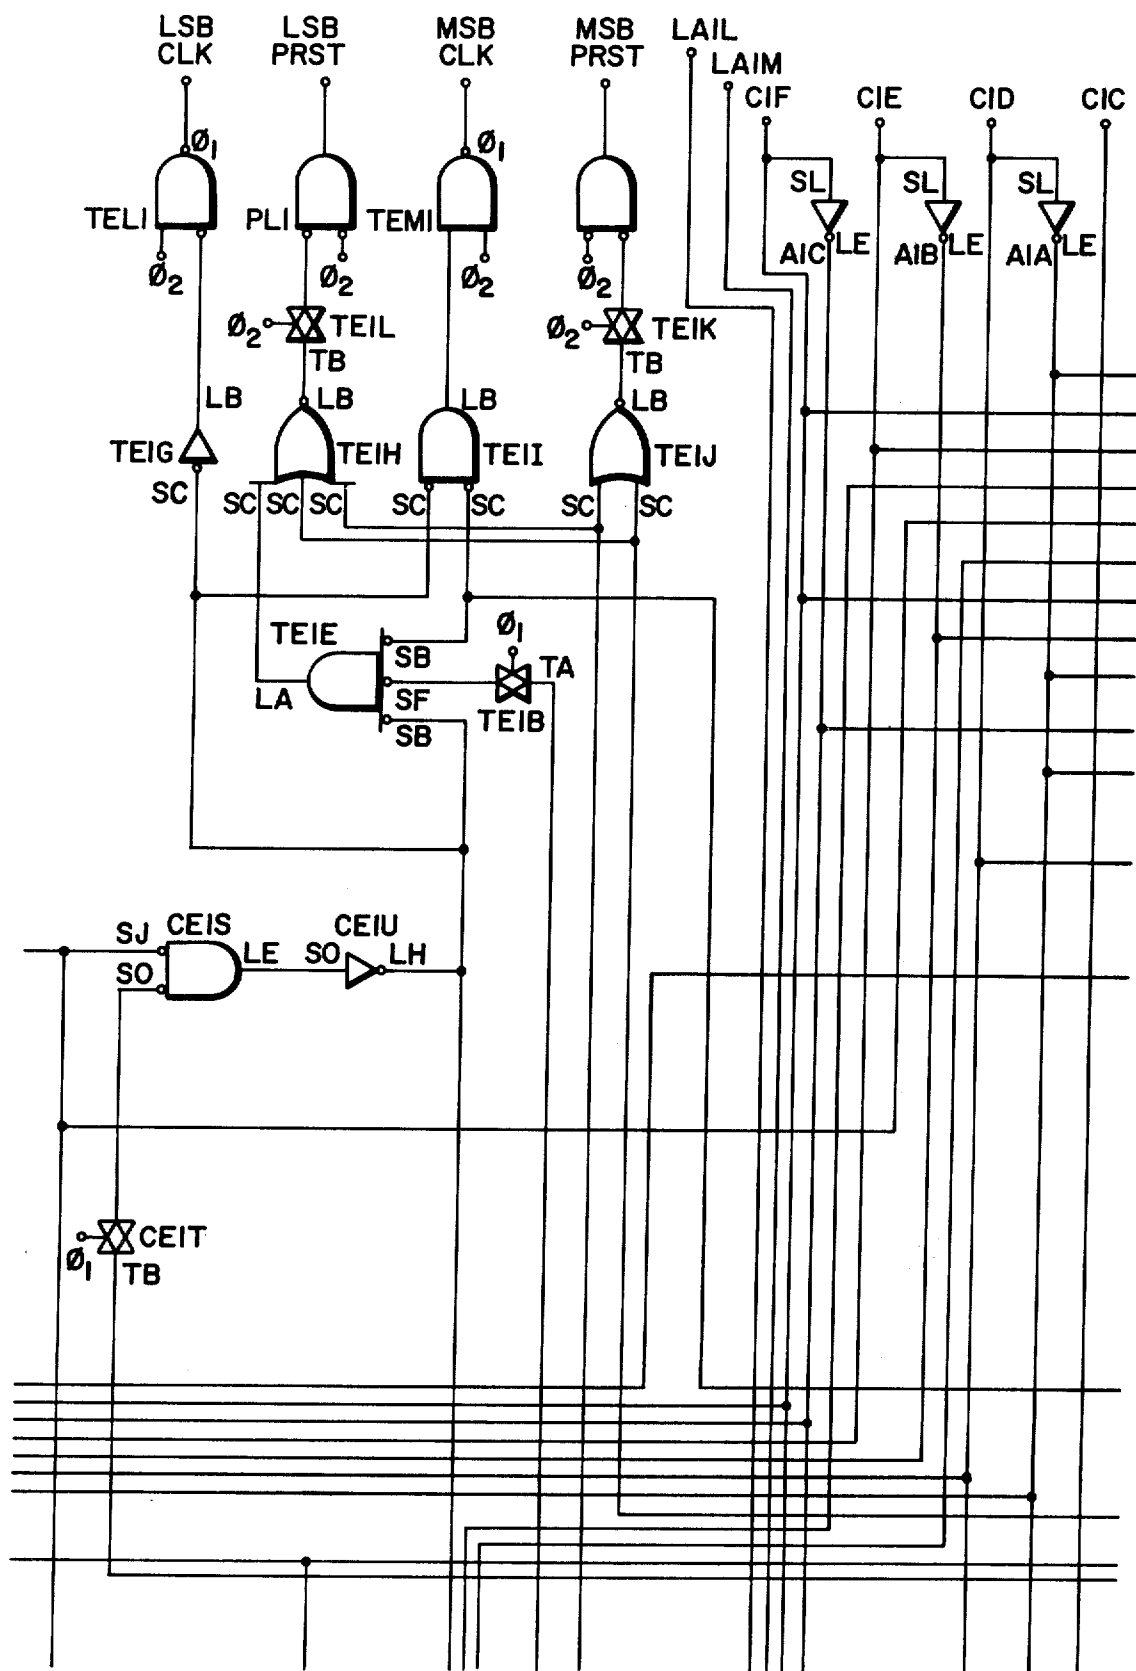 LSB CLK
LSB PRST
MSB CLK
MSB PRST
LAIL
LAIM
CIF
CIE
CID
CIC
Ø1
Ø1
SL
SL
SL
TELI
PLI
TEMI
AIC
LE
AIB
LE
AIA
LE
Ø2
Ø2
Ø2
Ø2
Ø2
TEIL
Ø2
TEIK
TB
TB
LB
LB
LB
LB
TEIG
TEIH
TEII
TEIJ
SC
SC
SC
SC
SC
SC
SC
SC
TEIE
Ø1
SB
TA
LA
SF
TEIB
SB
CEIS
CEIU
SJ
LE
SO
LH
SO
CEIT
Ø1
TB